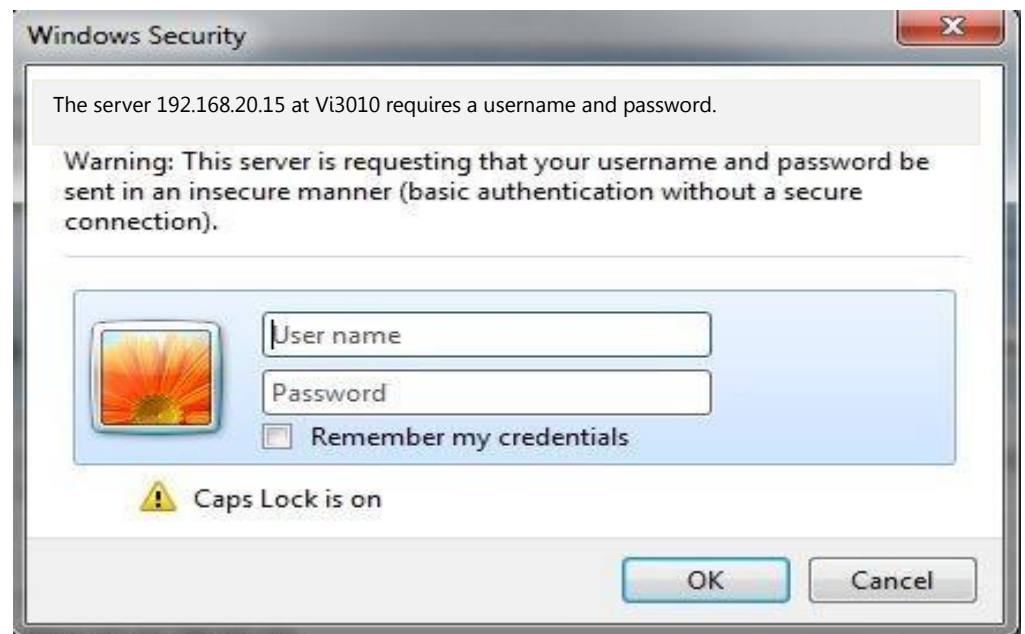 Windows Security
The server 192.168.20.15 at Vi3010 requires a username and password.
Warning: This server is requesting that your username and password be
sent in an insecure manner (basic authentication without a secure
connection).
User name
Password
Remember my credentials
Caps Lock is on
OK
Cancel